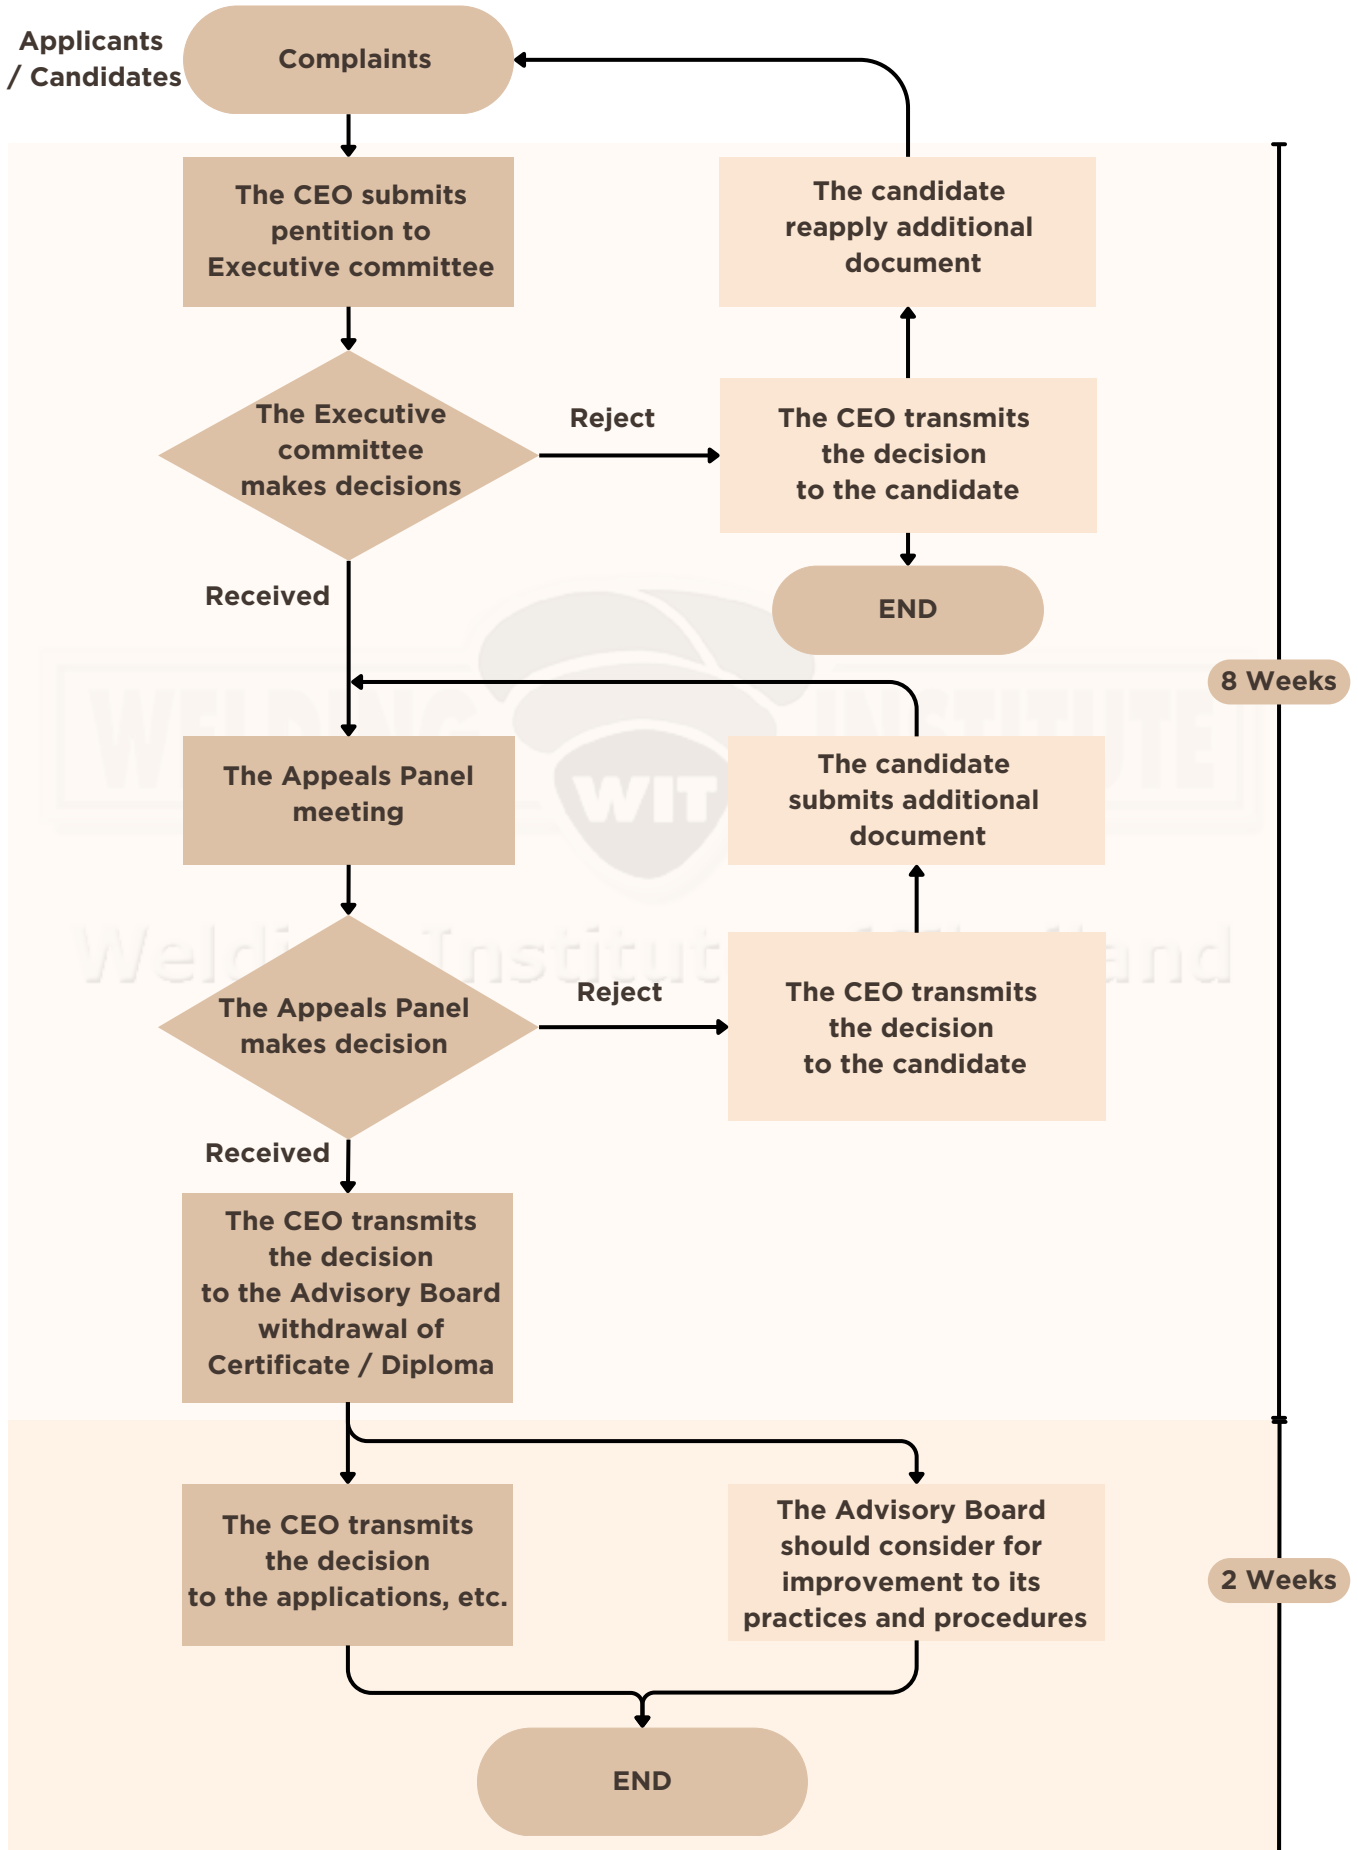 Applicants
/ Candidates
Complaints
The CEO submits
pentition to
Executive committee
The candidate
reapply additional
document
The Executive
committee
makes decisions
Reject
The CEO transmits
the decision
to the candidate
Received
END
8 Weeks
WELDING INSTITUTE
WIT
The Appeals Panel
meeting
The candidate
submits additional
document
The Appeals Panel
makes decision
Reject
The CEO transmits
the decision
to the candidate
Received
The CEO transmits
the decision
to the Advisory Board
withdrawal of
Certificate / Diploma
The CEO transmits
the decision
to the applications, etc.
The Advisory Board
should consider for
improvement to its
practices and procedures
2 Weeks
END